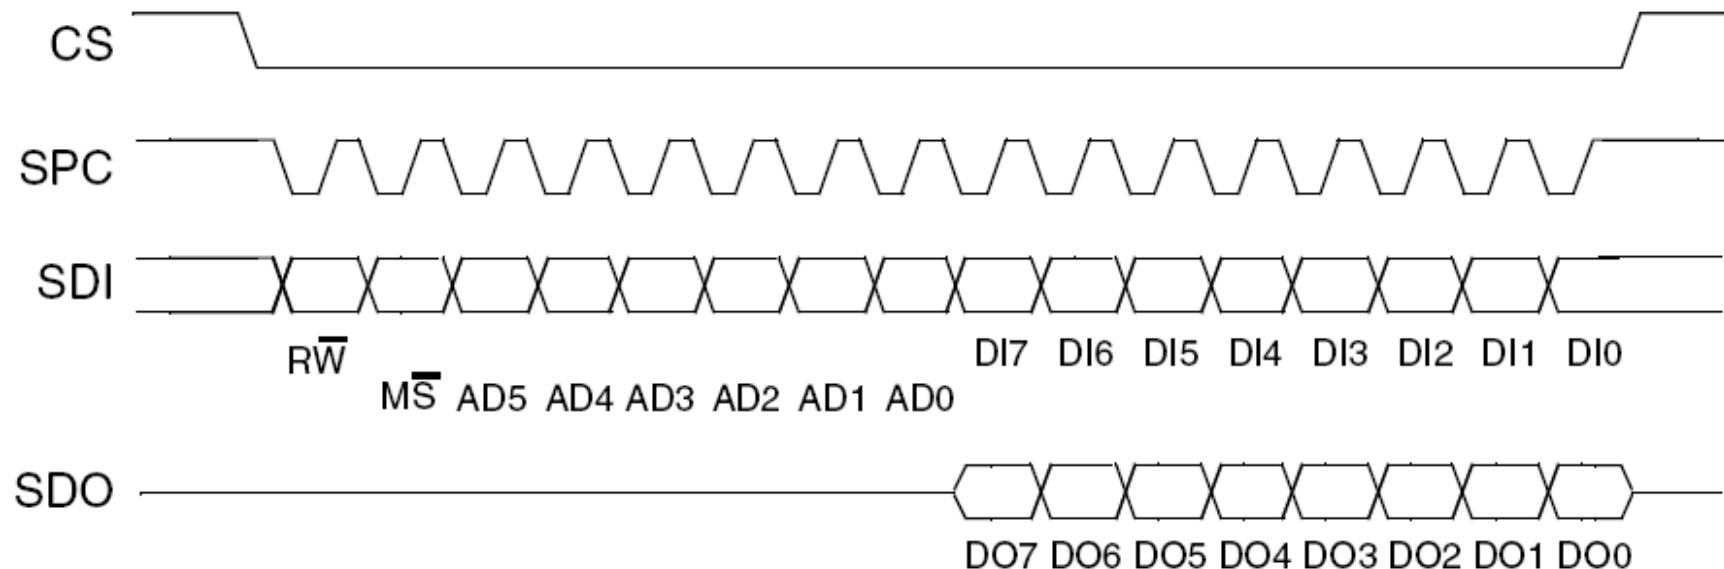 CS
SPC
SDI
RW̅ DI7 DI6 DI5 DI4 DI3 DI2 DI1 DI0
MS̅ AD5 AD4 AD3 AD2 AD1 AD0
SDO
DO7 DO6 DO5 DO4 DO3 DO2 DO1 DO0